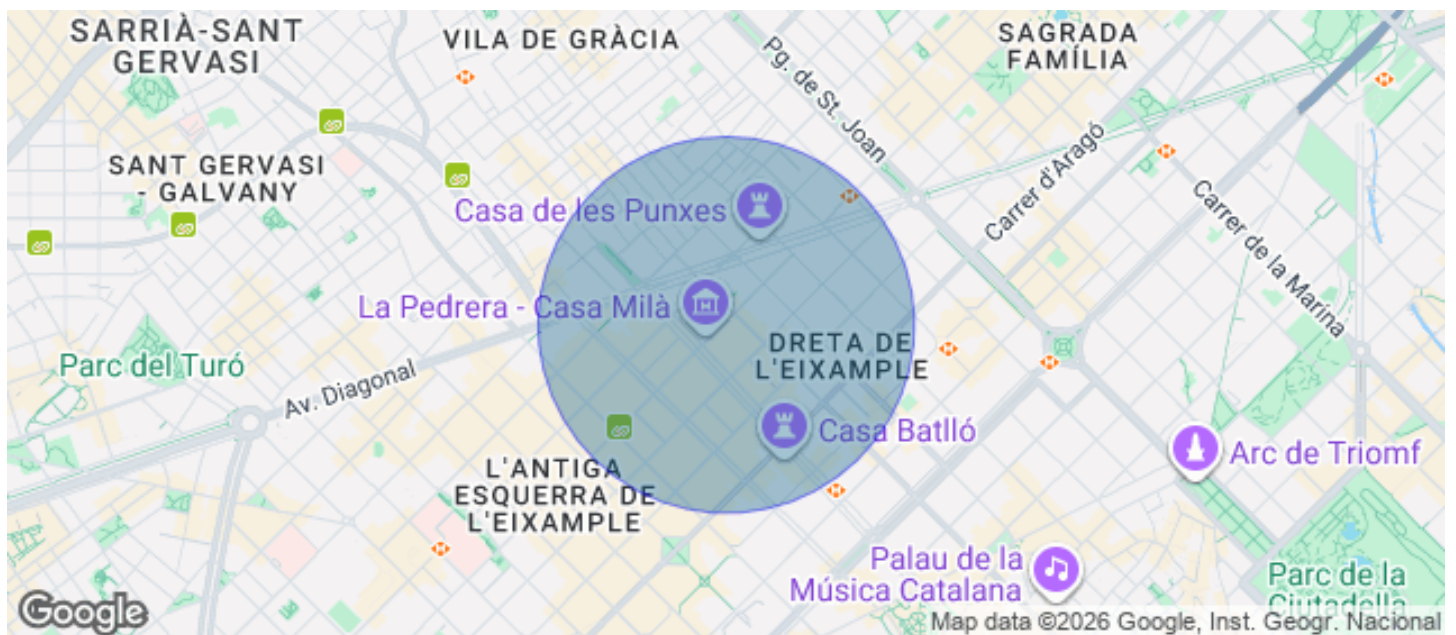 SARRIÀ-SANT
GERVASI
VILA DE GRÀCIA
SAGRADA
FAMÍLIA
Pg. de St. Joan
SANT GERVASI
- GALVANY
Carrer d'Aragó
Casa de les Punxes
Carrer de la Marina
La Pedrera - Casa Milà
DRETA DE
L'EIXAMPLE
Parc del Turó
Av. Diagonal
Casa Batlló
Arc de Triomf
L'ANTIGA
ESQUERRA DE
L'EIXAMPLE
Palau de la
Música Catalana
Parc de la
Ciutadella
Google
Map data ©2026 Google, Inst. Geogr. Nacional